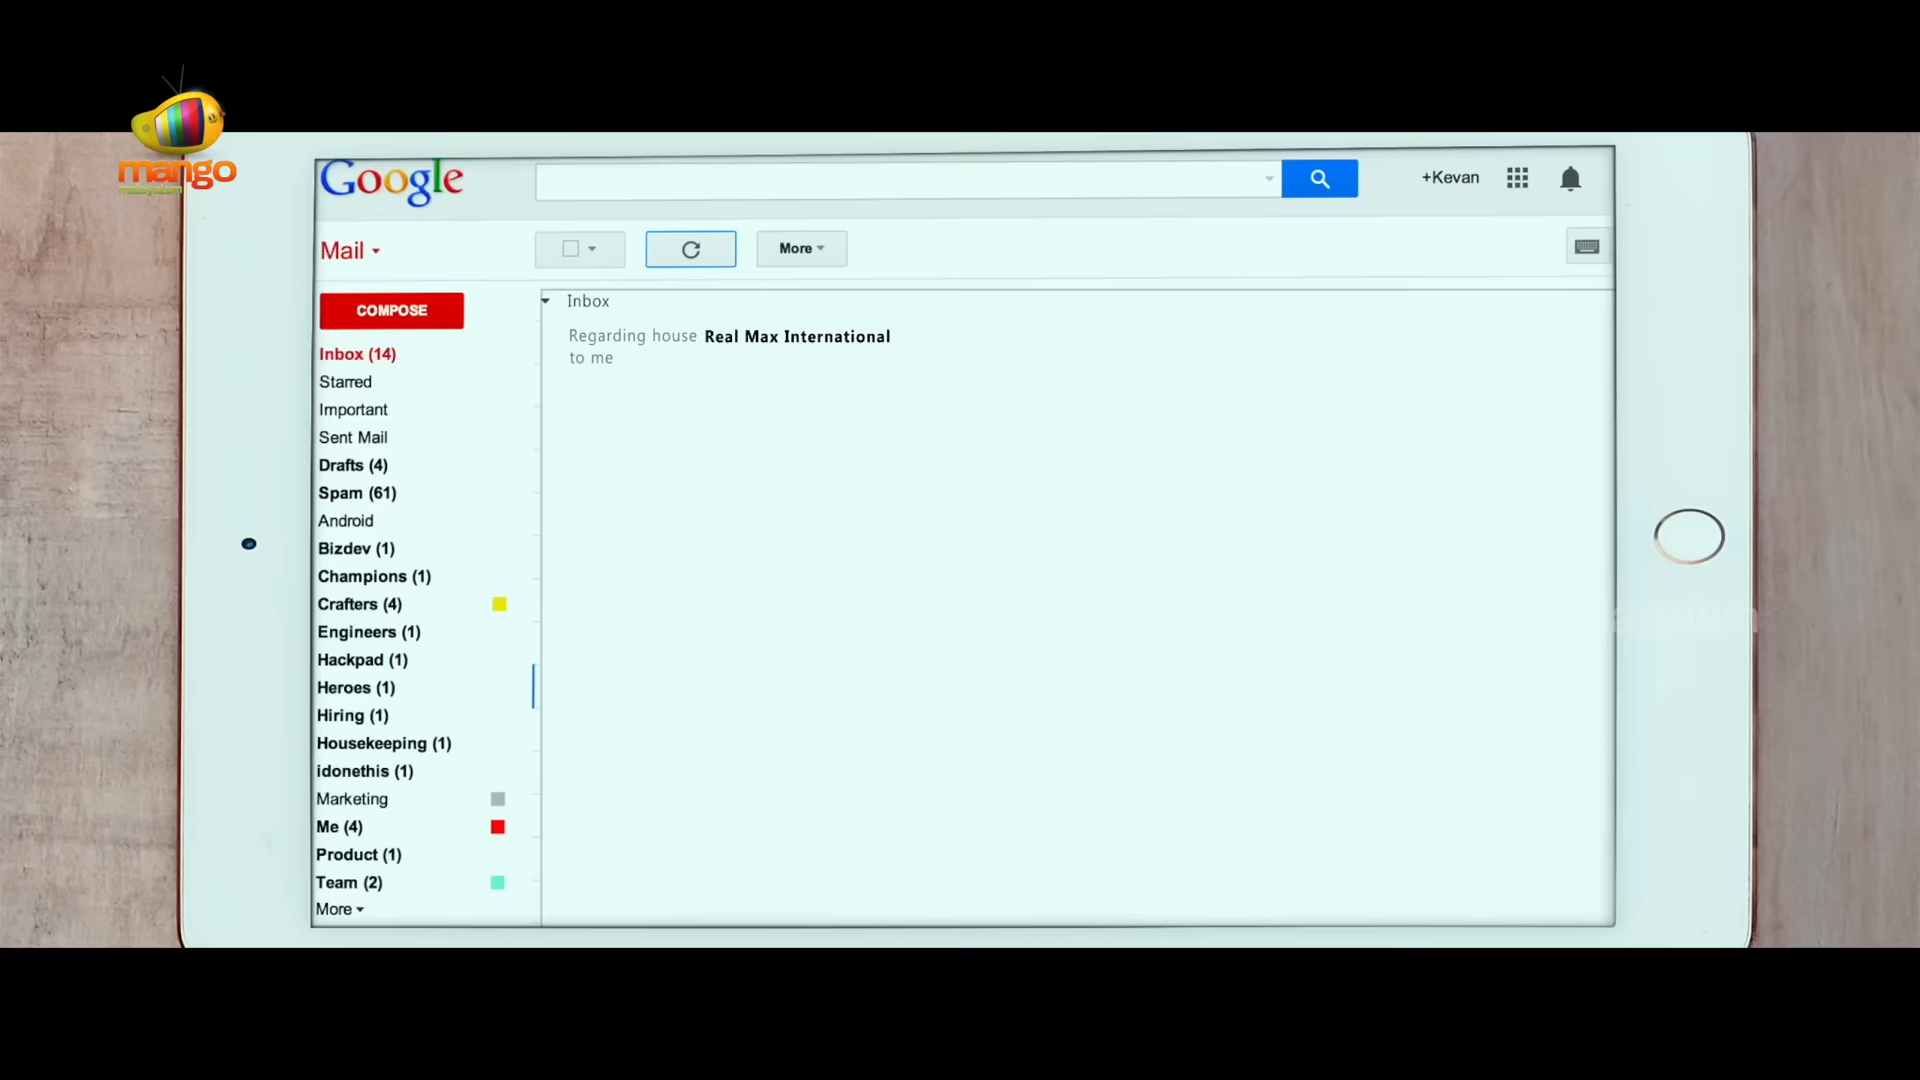 mango
malayalam
Google
+Kevan
Mail
More
COMPOSE
Inbox
Regarding house Real Max International
to me
Inbox (14)
Starred
Important
Sent Mail
Drafts (4)
Spam (61)
Android
Bizdev (1)
Champions (1)
Crafters (4)
Engineers (1)
Hackpad (1)
Heroes (1)
Hiring (1)
Housekeeping (1)
idonethis (1)
Marketing
Me (4)
Product (1)
Team (2)
More